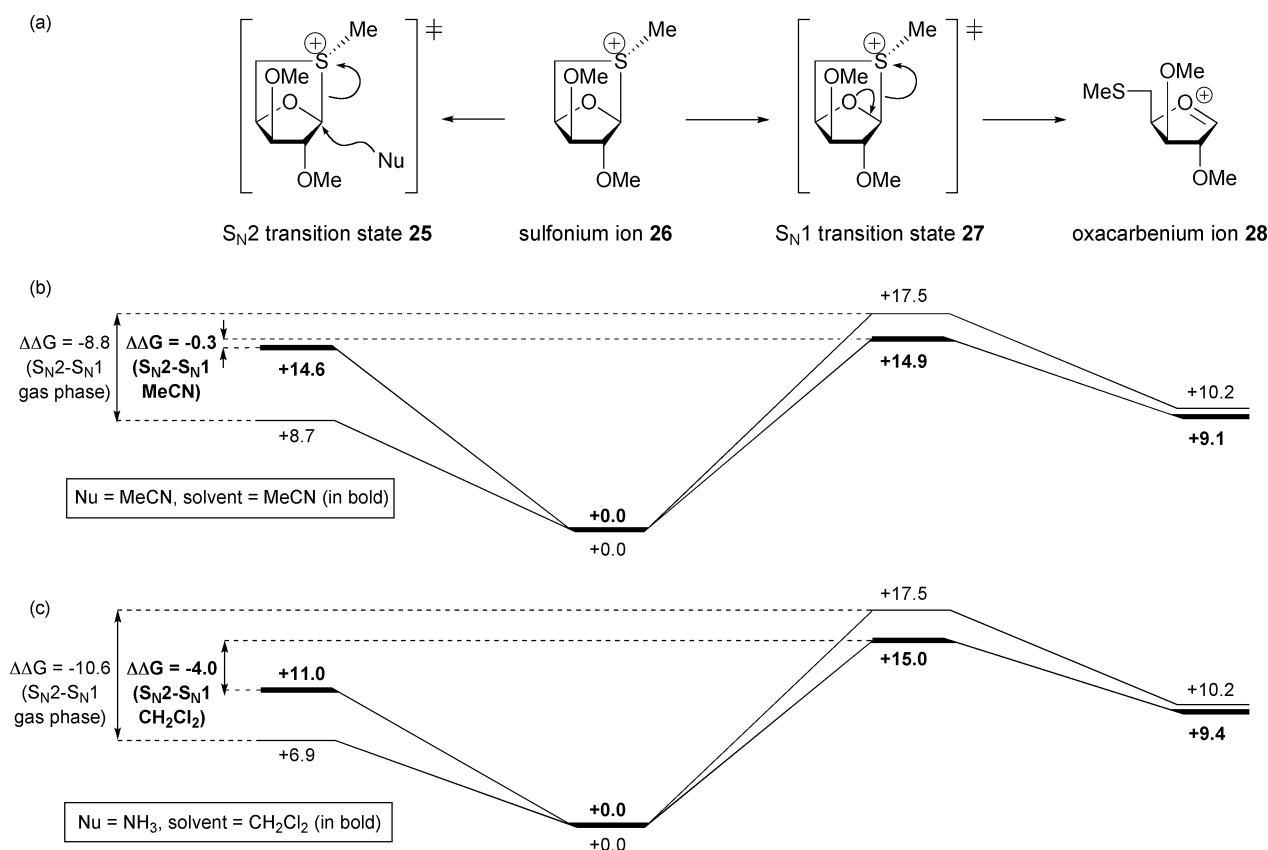 (a)
Me
S
+
OMe
O
Nu
OMe
‡
Me
S
+
OMe
O
OMe
Me
S
+
OMe
O
OMe
‡
OMe
MeS
O
+
OMe
SN2 transition state 25
sulfonium ion 26
SN1 transition state 27
oxacarbenium ion 28
(b)
+17.5
ΔΔG = -8.8
(SN2-SN1
gas phase)
ΔΔG = -0.3
(SN2-SN1
MeCN)
+14.6
+14.9
+8.7
+10.2
+9.1
Nu = MeCN, solvent = MeCN (in bold)
+0.0
+0.0
(c)
+17.5
ΔΔG = -10.6
(SN2-SN1
gas phase)
ΔΔG = -4.0
(SN2-SN1
CH2Cl2)
+11.0
+15.0
+6.9
+10.2
+9.4
Nu = NH3, solvent = CH2Cl2 (in bold)
+0.0
+0.0